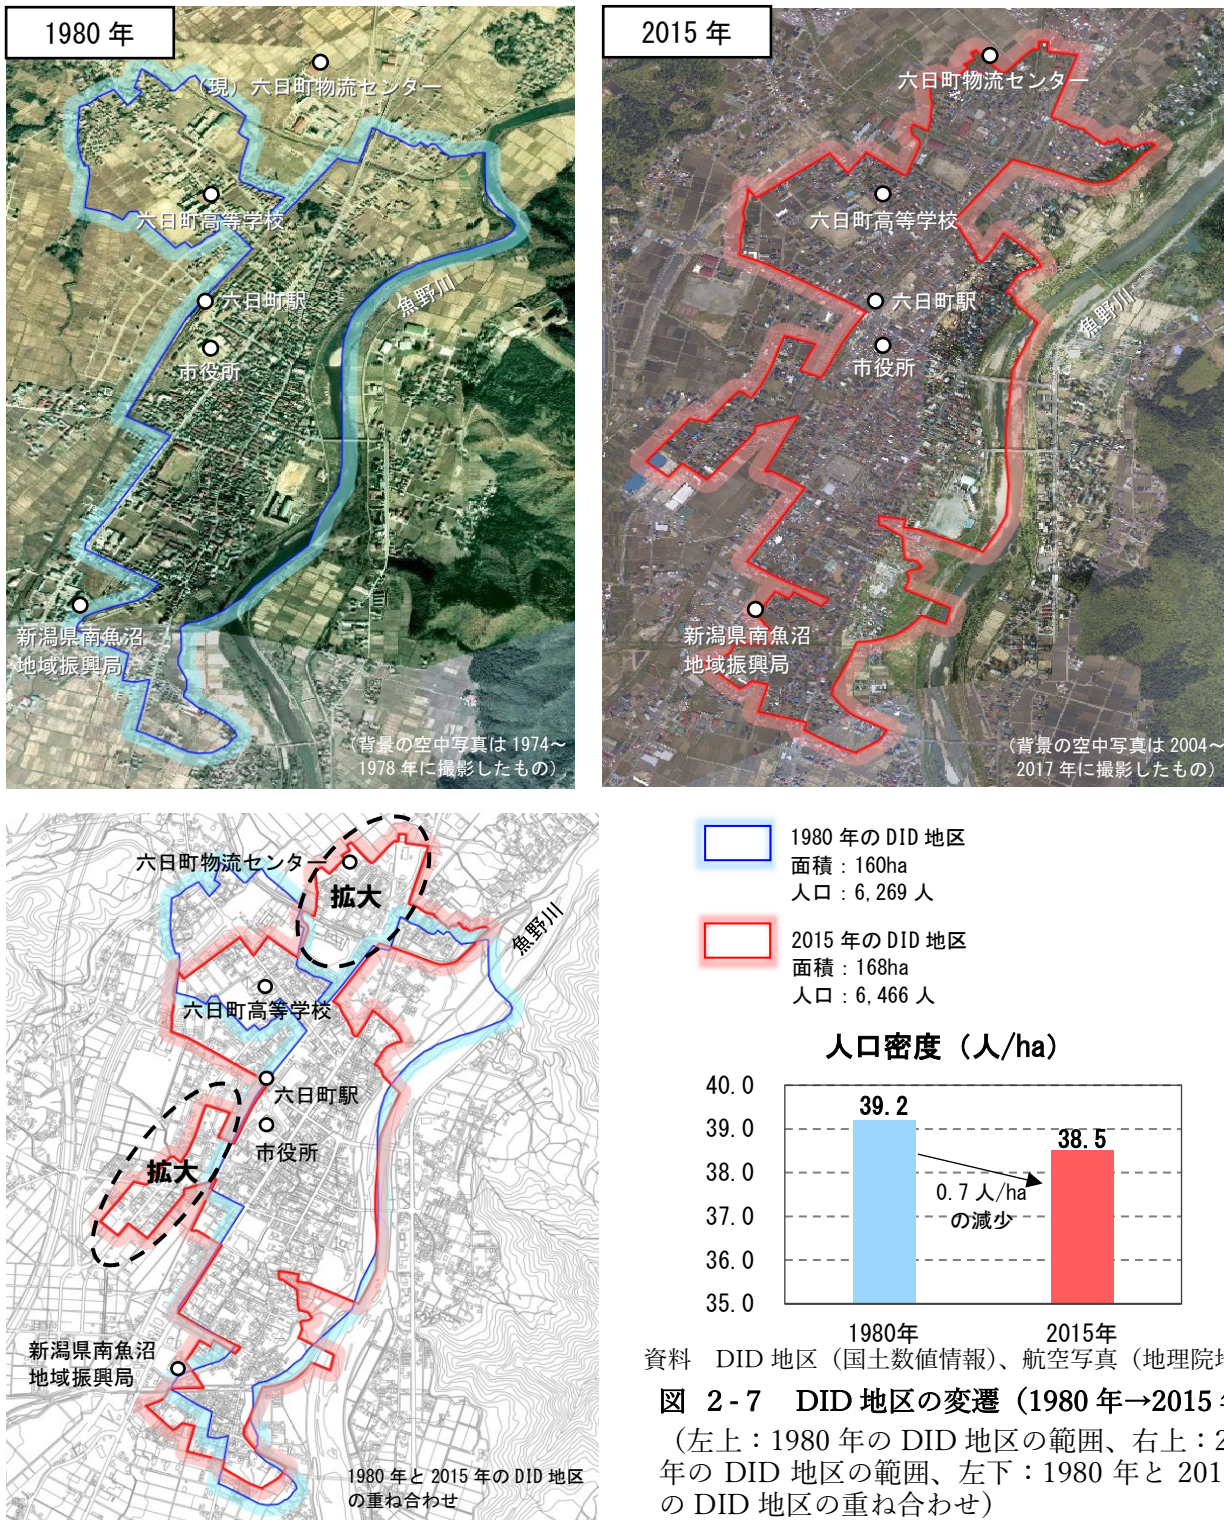 1980 年
（現）六日町物流センター
六日町高等学校
六日町駅
魚野川
市役所
新潟県南魚沼
地域振興局
（背景の空中写真は 1974～
1978 年に撮影したもの）
2015 年
六日町物流センター
六日町高等学校
六日町駅
魚野川
市役所
新潟県南魚沼
地域振興局
（背景の空中写真は 2004～
2017 年に撮影したもの）
六日町物流センター
拡大
魚野川
六日町高等学校
六日町駅
市役所
拡大
新潟県南魚沼
地域振興局
1980 年と 2015 年の DID 地区
の重ね合わせ
1980 年の DID 地区
面積：160ha
人口：6,269 人
2015 年の DID 地区
面積：168ha
人口：6,466 人
人口密度（人/ha）
40.0
39.0
38.0
37.0
36.0
35.0
39.2
38.5
0.7 人/ha
の減少
1980年
2015年
資料　DID 地区（国土数値情報）、航空写真（地理院
図 2-7　DID 地区の変遷（1980 年→2015
（左上：1980 年の DID 地区の範囲、右上：2
年の DID 地区の範囲、左下：1980 年と 201
の DID 地区の重ね合わせ）